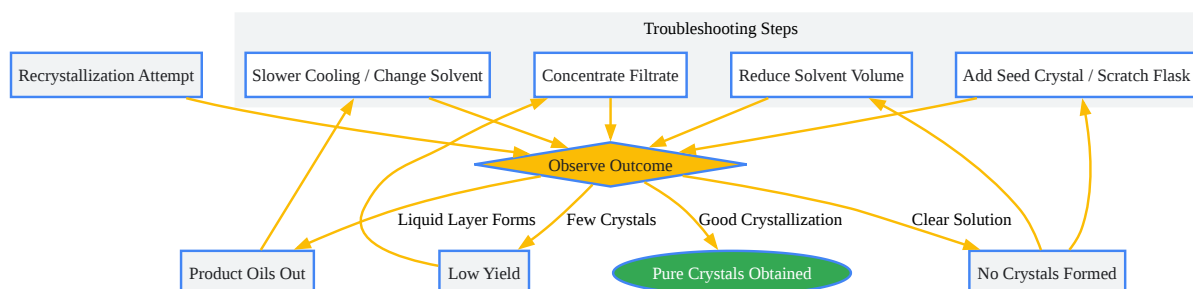 Troubleshooting Steps
Recrystallization Attempt
Slower Cooling / Change Solvent
Concentrate Filtrate
Reduce Solvent Volume
Add Seed Crystal / Scratch Flask
Observe Outcome
Liquid Layer Forms
Few Crystals
Good Crystallization
Clear Solution
Product Oils Out
Low Yield
Pure Crystals Obtained
No Crystals Formed